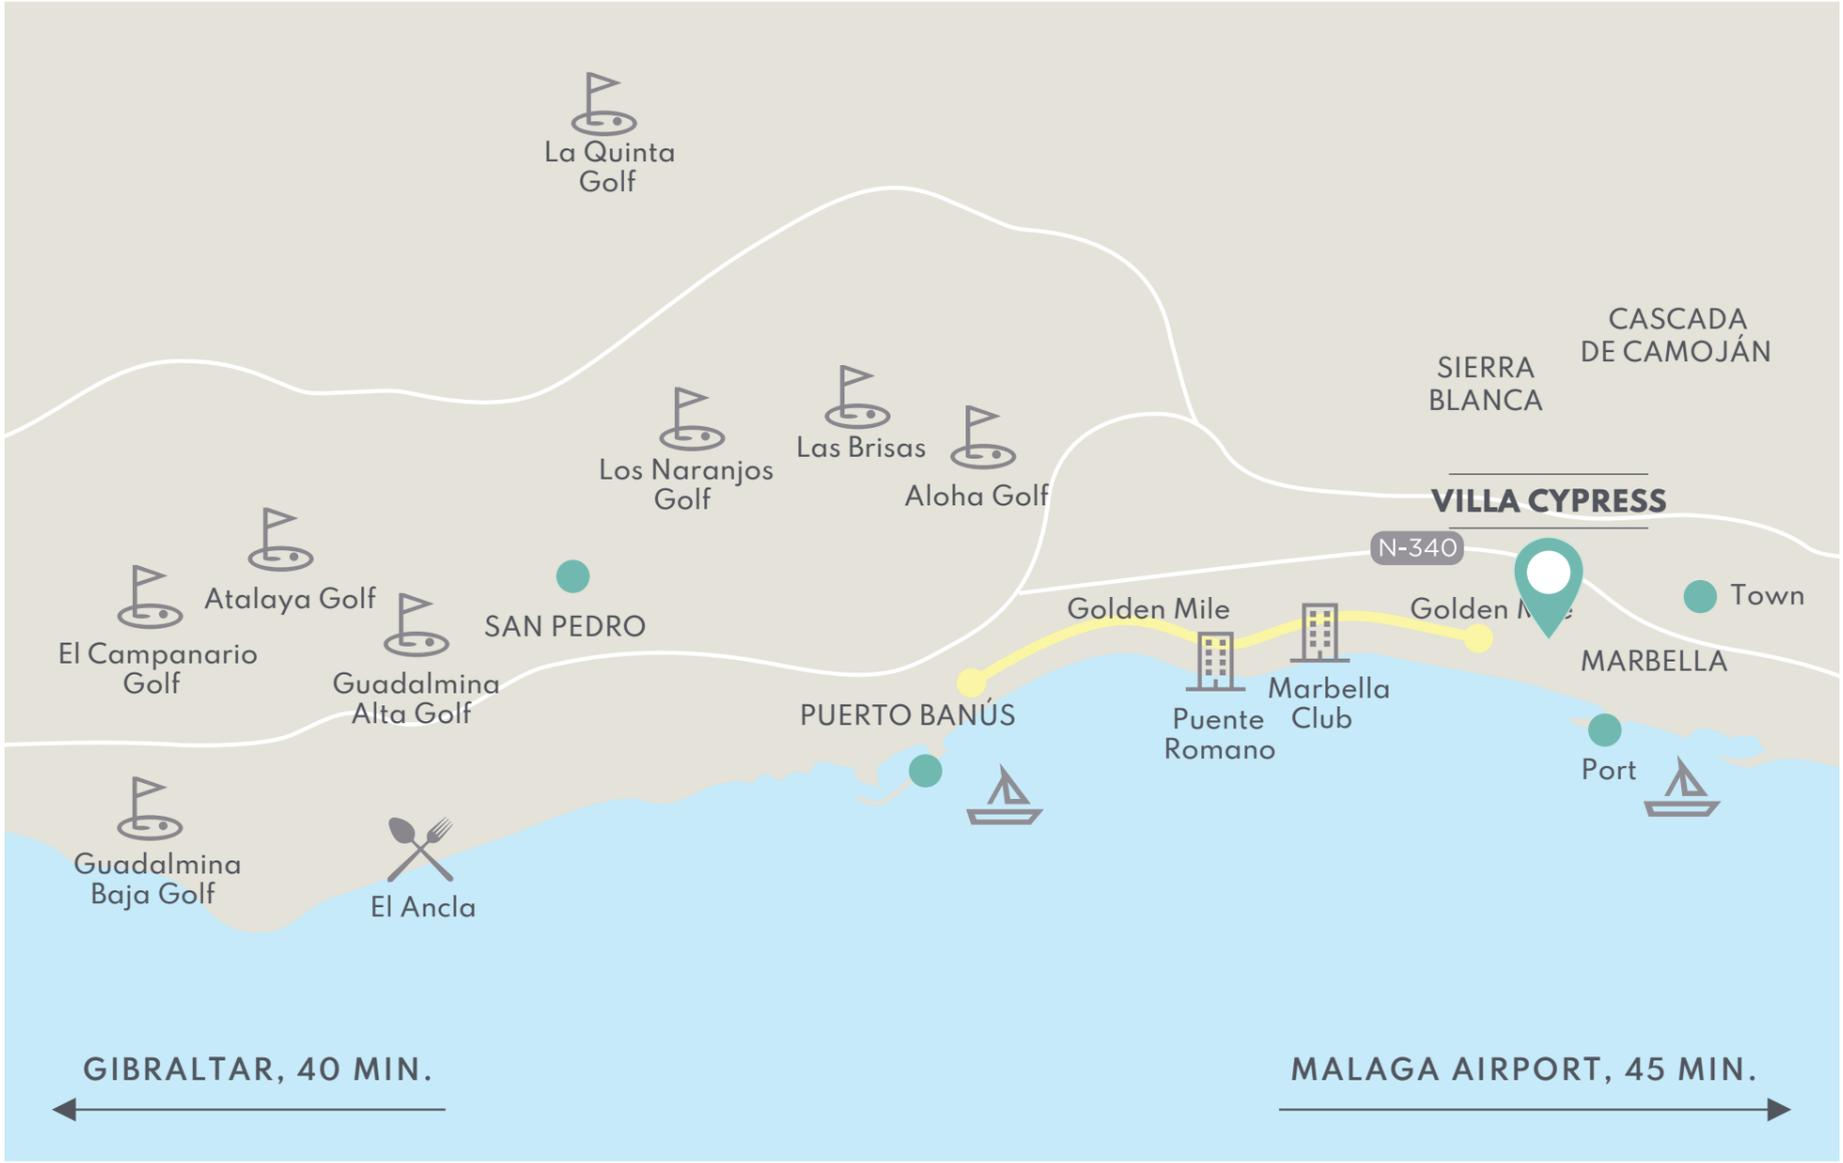 La Quinta
Golf
CASCADA
DE CAMOJÁN
SIERRA
BLANCA
Las Brisas
Los Naranjos
Golf
Aloha Golf
VILLA CYPRESS
N-340
Atalaya Golf
SAN PEDRO
Golden Mile
Golden Mile
Town
El Campanario
Golf
Guadalmina
Alta Golf
MARBELLA
Marbella
Club
PUERTO BANÚS
Puente
Romano
Port
Guadalmina
Baja Golf
El Ancla
GIBRALTAR, 40 MIN.
MALAGA AIRPORT, 45 MIN.